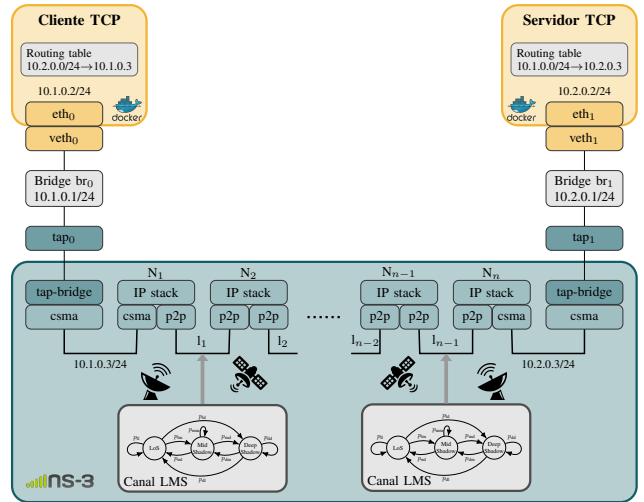 Cliente TCP
Routing table
10.2.0.0/24→10.1.0.3
10.1.0.2/24
eth0
docker
veth0
Bridge br0
10.1.0.1/24
tap0
Servidor TCP
Routing table
10.1.0.0/24→10.2.0.3
10.2.0.2/24
docker
eth1
veth1
Bridge br1
10.2.0.1/24
tap1
N1 N2 Nn−1 Nn
tap-bridge IP stack IP stack IP stack IP stack tap-bridge
csma csma p2p p2p p2p ...... p2p p2p p2p csma csma
l1 l2 ln−2 ln−1
10.1.0.3/24 10.2.0.3/24
LoS Mid Shadow Deep Shadow
Canal LMS
LoS Mid Shadow Deep Shadow
Canal LMS
ns-3